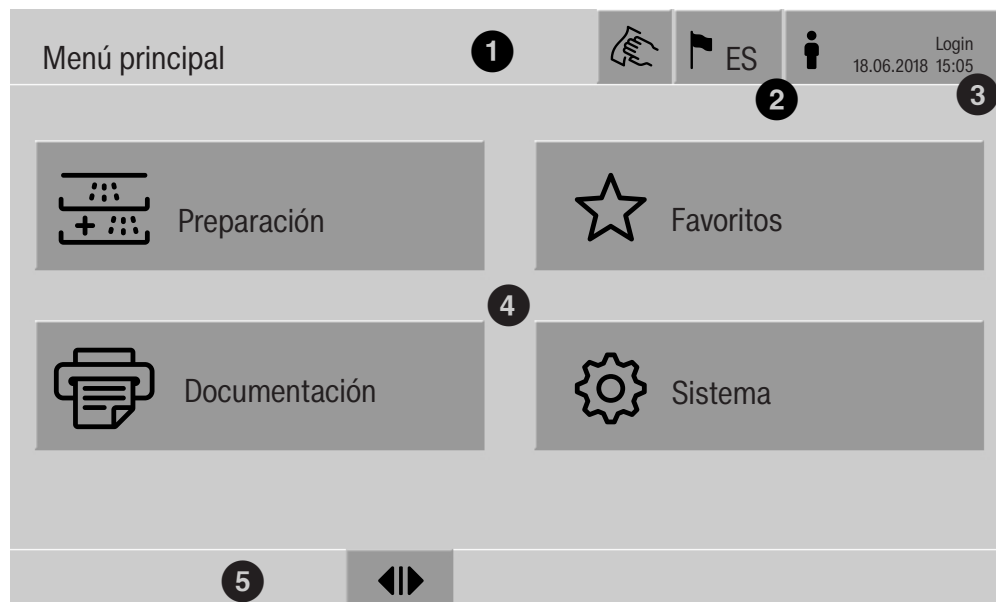 Menú principal
1
ES
Login
18.06.2018 15:05
2
3
Preparación
Favoritos
4
Documentación
Sistema
5